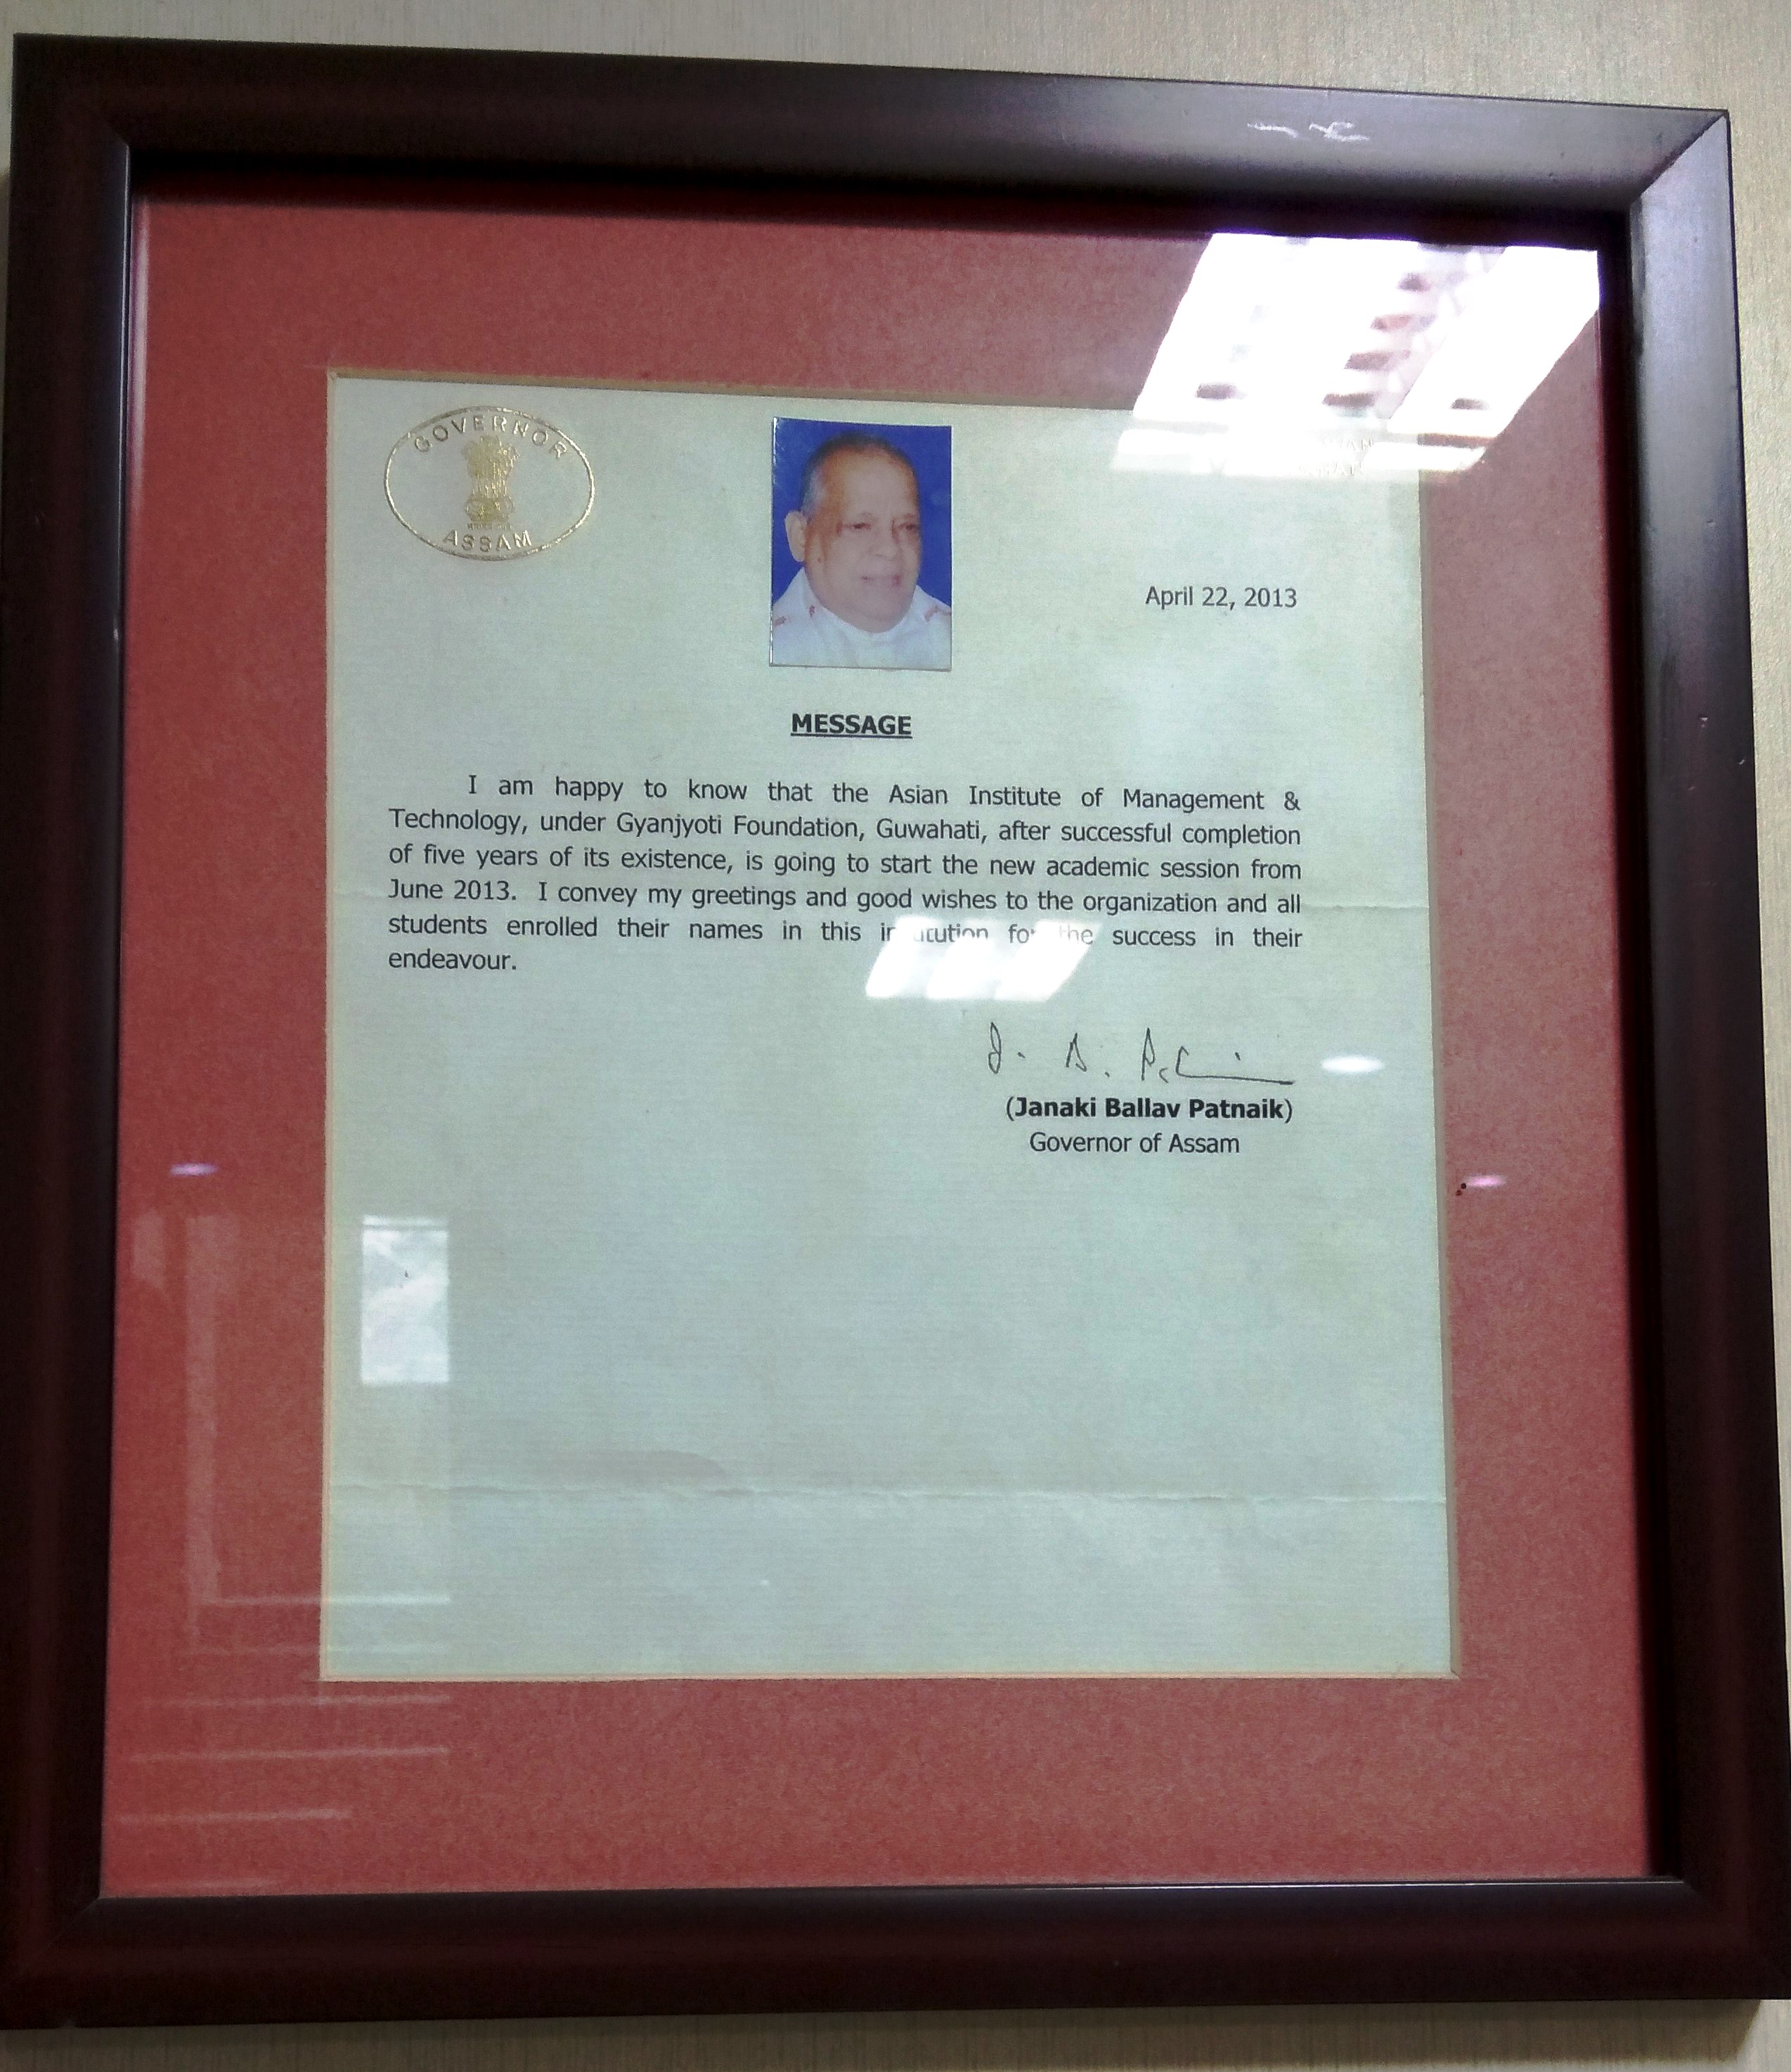 GOVERNOR
ASSAM
April 22, 2013
MESSAGE
I am happy to know that the Asian Institute of Management &
Technology, under Gyanjyoti Foundation, Guwahati, after successful completion
of five years of its existence, is going to start the new academic session from
June 2013. I convey my greetings and good wishes to the organization and all
students enrolled their names in this institution for the success in their
endeavour.
(Janaki Ballav Patnaik)
Governor of Assam